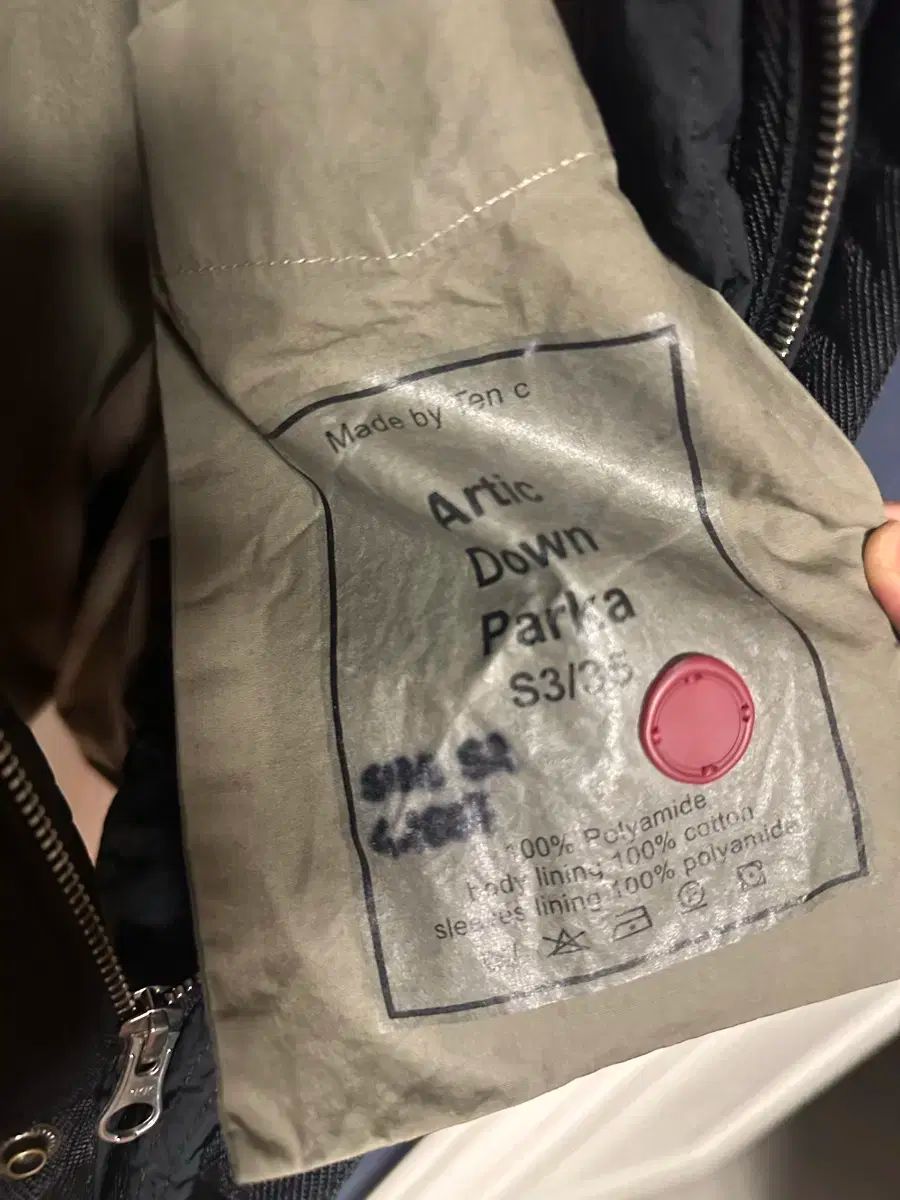 Made by Ten c
Artic
Down
Parka
S3/35
100% Polyamide
body lining 100% cotton
sleeves lining 100% polyamide